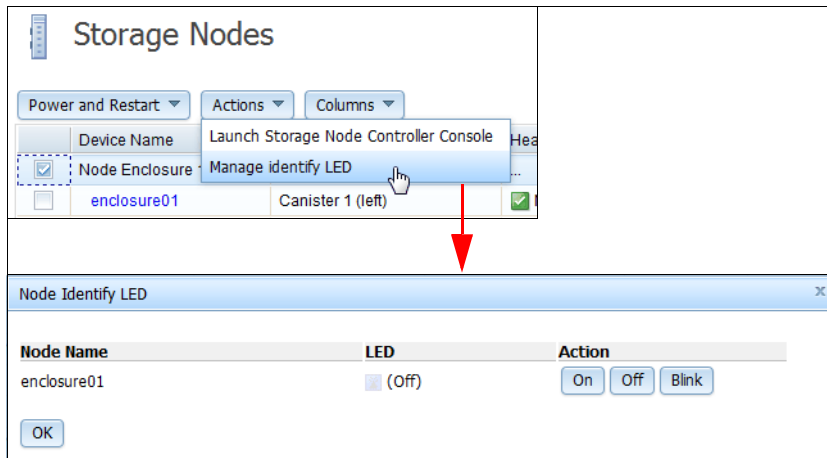 Storage Nodes
Power and Restart Actions Columns
Device Name Launch Storage Node Controller Console Hea
Node Enclosure Manage identify LED ...
enclosure01 Canister 1 (left)
Node Identify LED x
Node Name LED Action
enclosure01 (Off) On Off Blink
OK